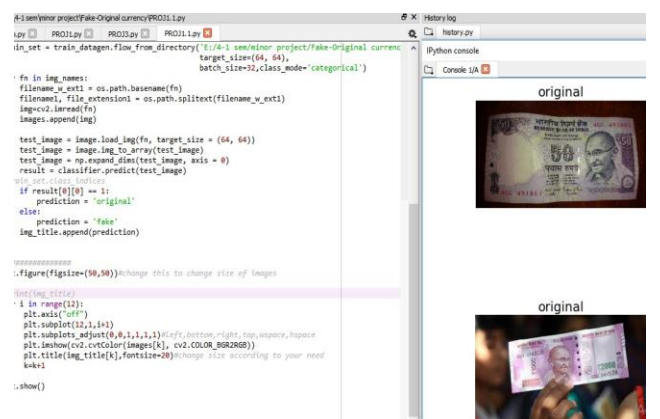 /4-1 sem\minor project\Fake-Original currency\PROJ1.1.py
History log
.py
PROJ1.py
PROJ3.py
PROJ1.1.py
history.py
in_set = train_datagen.flow_from_directory('E:/4-1 sem/minor project/Fake-Original currenc
target_size=(64, 64),
batch_size=32,class_mode='categorical')
fn in img_names:
filename_w_ext1 = os.path.basename(fn)
filename1, file_extension1 = os.path.splitext(filename_w_ext1)
img=cv2.imread(fn)
images.append(img)
test_image = image.load_img(fn, target_size = (64, 64))
test_image = image.img_to_array(test_image)
test_image = np.expand_dims(test_image, axis = 0)
result = classifier.predict(test_image)
in_set.class_indices
if result[0][0] == 1:
prediction = 'original'
else:
prediction = 'fake'
img_title.append(prediction)
#############
.figure(figsize=(50,50))#change this to change size of images
int(img_title)
i in range(12):
plt.axis("off")
plt.subplot(12,1,i+1)
plt.subplots_adjust(0,0,1,1,1,1)#left,bottom,right,top,wspace,hspace
plt.imshow(cv2.cvtColor(images[k], cv2.COLOR_BGR2RGB))
plt.title(img_title[k],fontsize=20)#change size according to your need
k=k+1
.show()
IPython console
Console 1/A
original
भारतीय रिज़र्व बैंक
50
पचास रुपये
original
₹2000